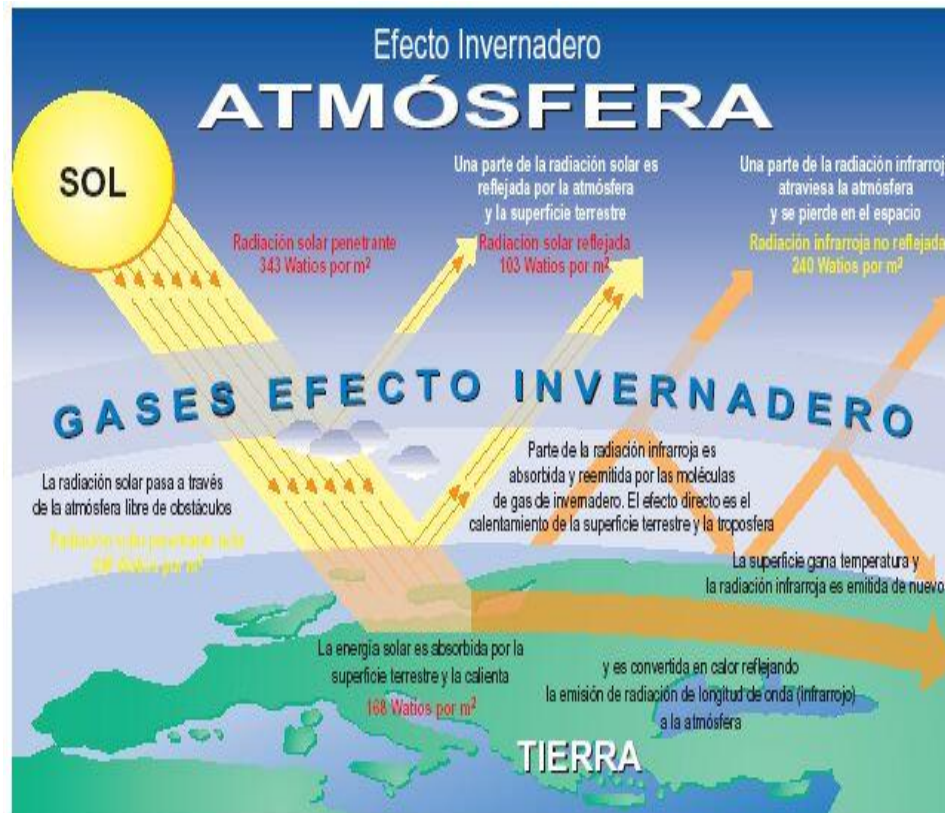 Efecto Invernadero
ATMÓSFERA
SOL
Una parte de la radiación solar es
reflejada por la atmósfera
y la superficie terrestre
Una parte de la radiación infrarroj
atraviesa la atmósfera
y se pierde en el espacio
Radiación solar penetrante
343 Watios por m²
Radiación solar reflejada
103 Watios por m²
Radiación infrarroja no reflejada
240 Watios por m²
GASES EFECTO INVERNADERO
La radiación solar pasa a través
de la atmósfera libre de obstáculos
Radiación solar penetrante
Watios por m²
Parte de la radiación infrarroja es
absorbida y reemitida por las moléculas
de gas de invernadero. El efecto directo es el
calentamiento de la superficie terrestre y la troposfera
La superficie gana temperatura y
la radiación infrarroja es emitida de nuevo
La energía solar es absorbida por la
superficie terrestre y la calienta
168 Watios por m²
y es convertida en calor reflejando
la emisión de radiación de longitud de onda (infrarrojo)
a la atmósfera
TIERRA